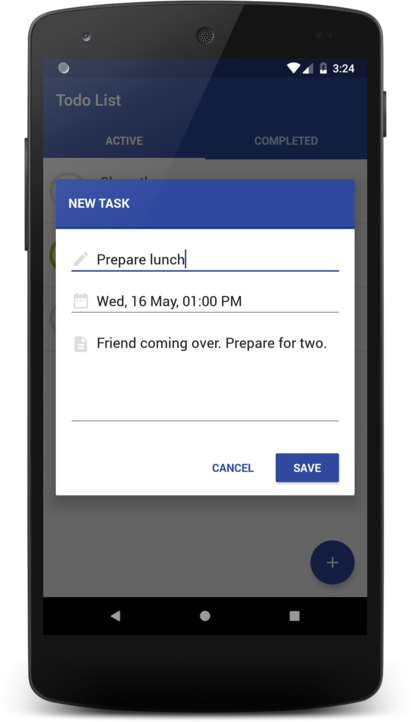 3:24
Todo List
ACTIVE COMPLETED
NEW TASK
Prepare lunch
Wed, 16 May, 01:00 PM
Friend coming over. Prepare for two.
CANCEL SAVE